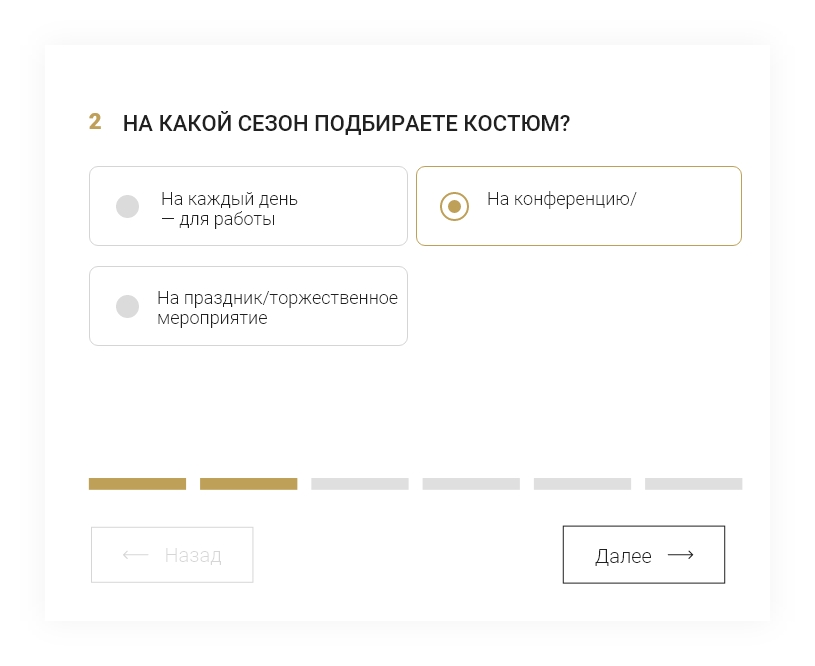 2 НА КАКОЙ СЕЗОН ПОДБИРАЕТЕ КОСТЮМ?
На каждый день
— для работы
На конференцию/
На праздник/торжественное
мероприятие
Назад
Далее